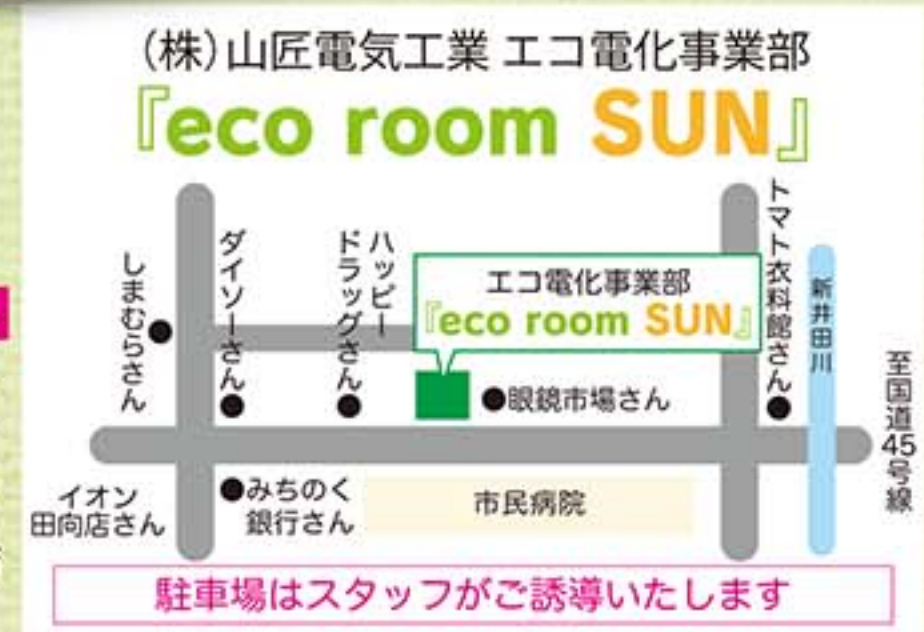 (株)山匠電気工業 エコ電化事業部
『eco room SUN』
しまむらさん
ダイソーさん
ハッピー
ドラッグさん
エコ電化事業部
『eco room SUN』
眼鏡市場さん
トマト衣料館さん
新井田川
至国道45号線
イオン
田向店さん
みちのく
銀行さん
市民病院
駐車場はスタッフがご誘導いたします